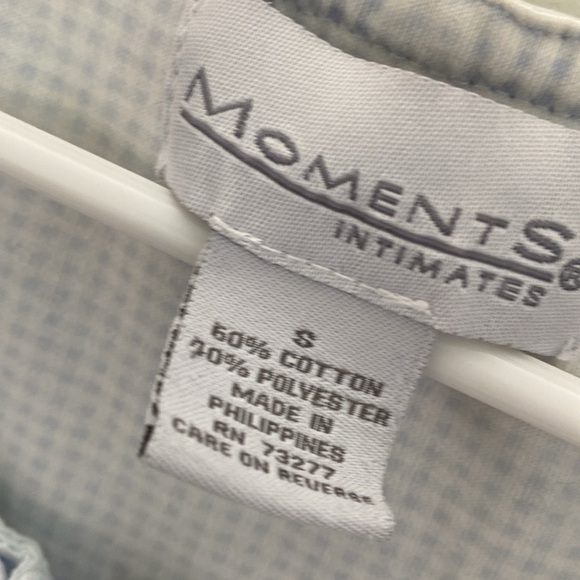 MOMENTS®
INTIMATES
S
60% COTTON
40% POLYESTER
MADE IN
PHILIPPINES
RN 73277
CARE ON REVERSE